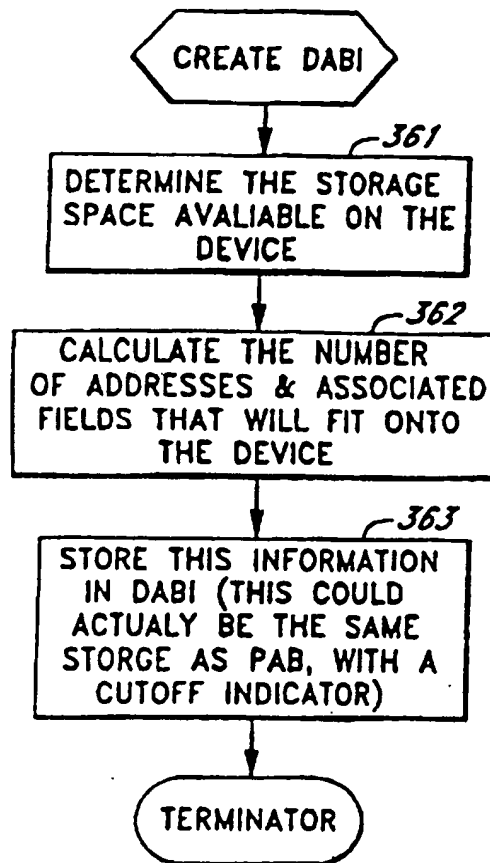 CREATE DABI
361
DETERMINE THE STORAGE
SPACE AVALIABLE ON THE
DEVICE
362
CALCULATE THE NUMBER
OF ADDRESSES & ASSOCIATED
FIELDS THAT WILL FIT ONTO
THE DEVICE
363
STORE THIS INFORMATION
IN DABI (THIS COULD
ACTUALY BE THE SAME
STORGE AS PAB, WITH A
CUTOFF INDICATOR)
TERMINATOR